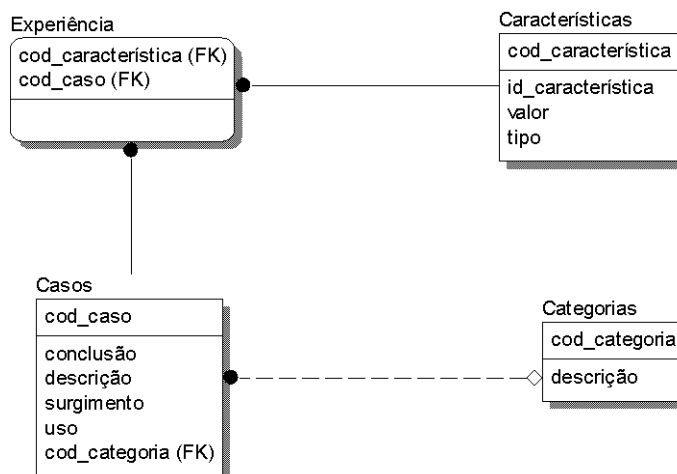 Experiência
cod_característica (FK)
cod_caso (FK)
Características
cod_característica
id_característica
valor
tipo
Casos
cod_caso
conclusão
descrição
surgimento
uso
cod_categoria (FK)
Categorias
cod_categoria
descrição